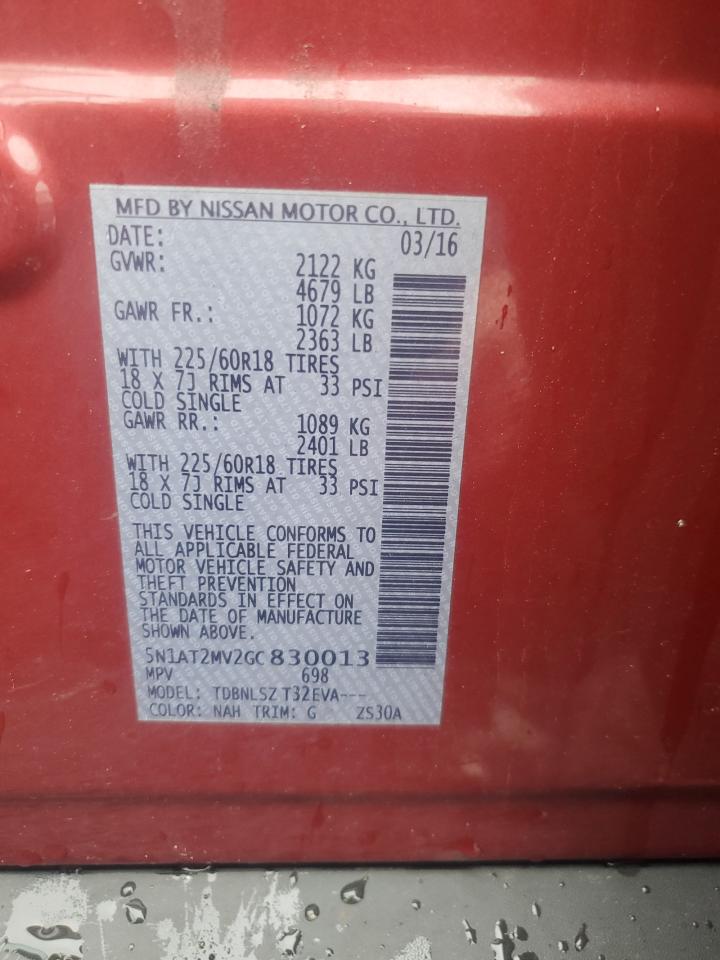 MFD BY NISSAN MOTOR CO., LTD.
DATE: 03/16
GVWR: 2122 KG
4679 LB
GAWR FR.: 1072 KG
2363 LB
WITH 225/60R18 TIRES
18 X 7J RIMS AT 33 PSI
COLD SINGLE
GAWR RR.: 1089 KG
2401 LB
WITH 225/60R18 TIRES
18 X 7J RIMS AT 33 PSI
COLD SINGLE
THIS VEHICLE CONFORMS TO
ALL APPLICABLE FEDERAL
MOTOR VEHICLE SAFETY AND
THEFT PREVENTION
STANDARDS IN EFFECT ON
THE DATE OF MANUFACTURE
SHOWN ABOVE.
5N1AT2MV2GC830013
MPV 698
MODEL: TDBNLSZ T32EVA---
COLOR: NAH TRIM: G ZS30A